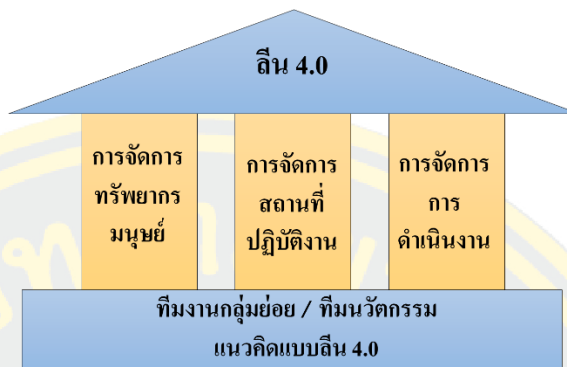 ลีน 4.0
การจัดการ
ทรัพยากร
มนุษย์
การจัดการ
สถานที่
ปฏิบัติงาน
การจัดการ
การ
ดำเนินงาน
ทีมงานกลุ่มย่อย / ทีมนวัตกรรม
แนวคิดแบบลีน 4.0